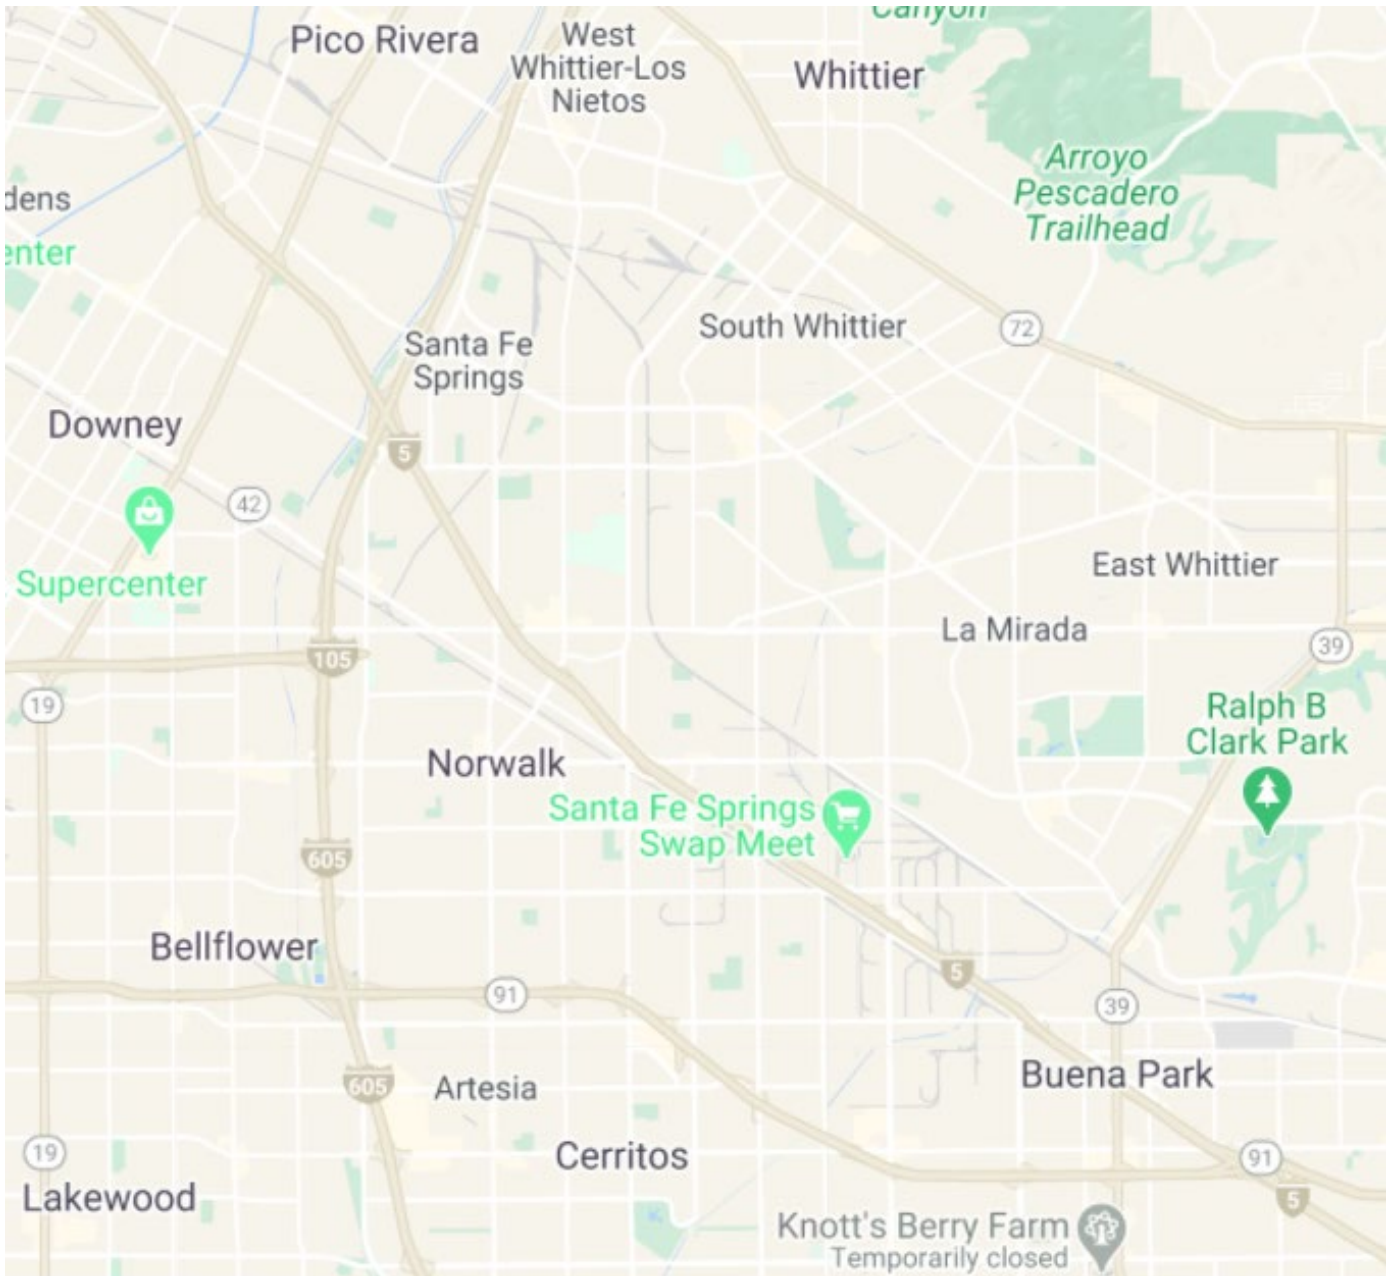 Canyon
Pico Rivera
West
Whittier-Los
Nietos
Whittier
Arroyo
Pescadero
Trailhead
dens
enter
South Whittier
72
Santa Fe
Springs
Downey
5
42
Supercenter
East Whittier
La Mirada
39
105
19
Ralph B
Clark Park
Norwalk
Santa Fe Springs
Swap Meet
605
Bellflower
5
91
39
Buena Park
605
Artesia
Cerritos
19
91
Lakewood
5
Knott's Berry Farm
Temporarily closed